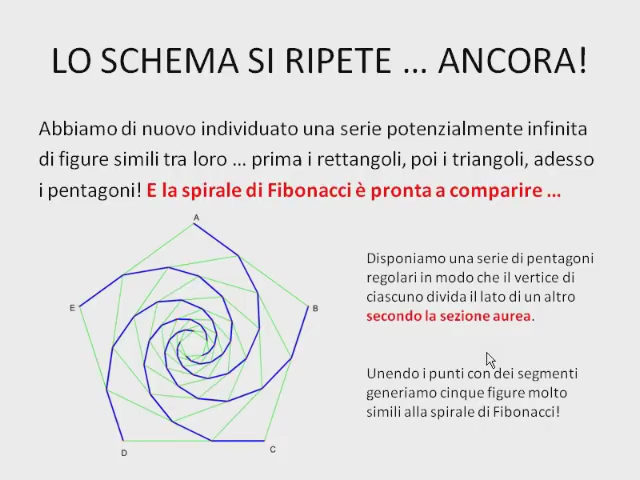 LO SCHEMA SI RIPETE ... ANCORA!
Abbiamo di nuovo individuato una serie potenzialmente infinita
di figure simili tra loro ... prima i rettangoli, poi i triangoli, adesso
i pentagoni! E la spirale di Fibonacci è pronta a comparire ...
A
Disponiamo una serie di pentagoni
regolari in modo che il vertice di
ciascuno divida il lato di un altro
secondo la sezione aurea.
E
B
Unendo i punti con dei segmenti
generiamo cinque figure molto
simili alla spirale di Fibonacci!
D
C